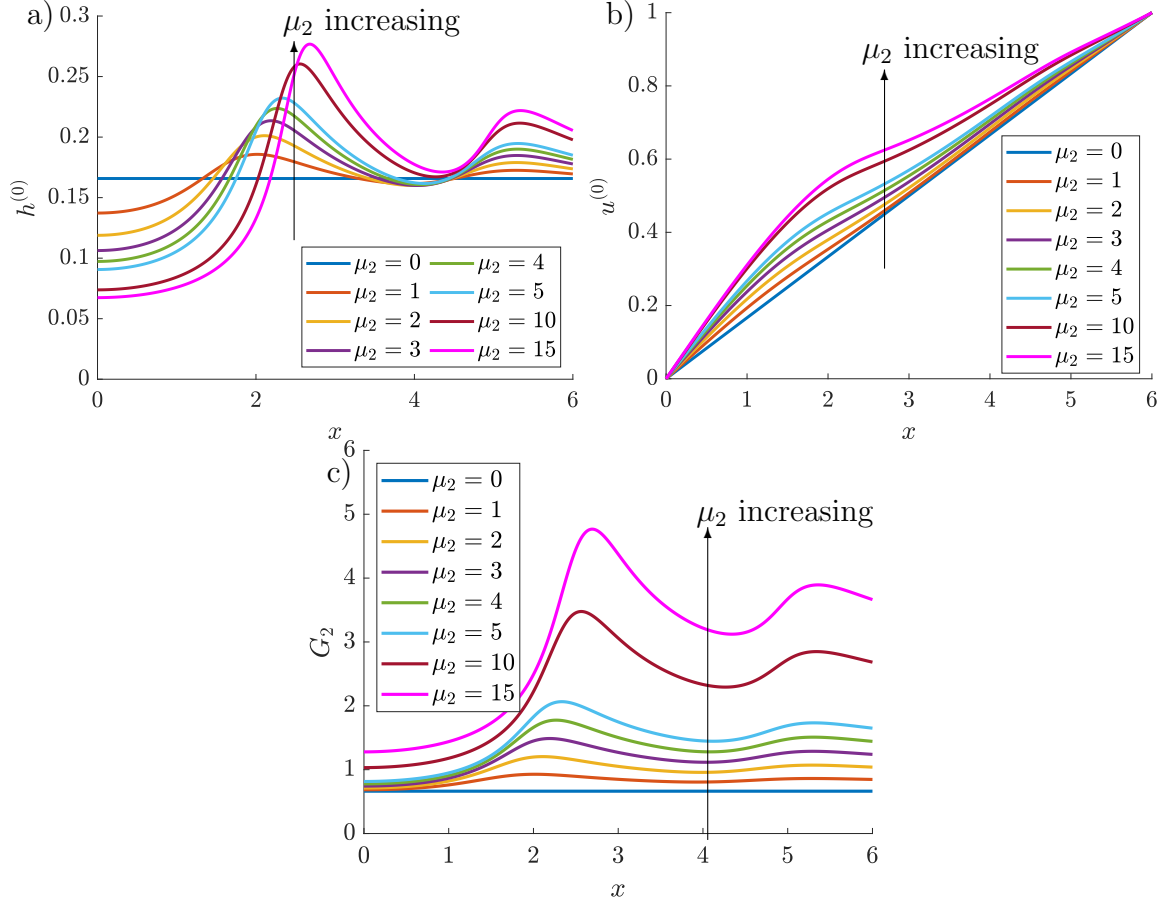 a)
μ₂ increasing
h⁽⁰⁾
0.3
0.25
0.2
0.15
0.1
0.05
0
μ₂ = 0
μ₂ = 1
μ₂ = 2
μ₂ = 3
μ₂ = 4
μ₂ = 5
μ₂ = 10
μ₂ = 15
0 2 4 6
x
b)
μ₂ increasing
u⁽⁰⁾
1
0.8
0.6
0.4
0.2
0
μ₂ = 0
μ₂ = 1
μ₂ = 2
μ₂ = 3
μ₂ = 4
μ₂ = 5
μ₂ = 10
μ₂ = 15
0 1 2 3 4 5 6
x
c)
μ₂ increasing
G₂
6
5
4
3
2
1
0
μ₂ = 0
μ₂ = 1
μ₂ = 2
μ₂ = 3
μ₂ = 4
μ₂ = 5
μ₂ = 10
μ₂ = 15
0 1 2 3 4 5 6
x